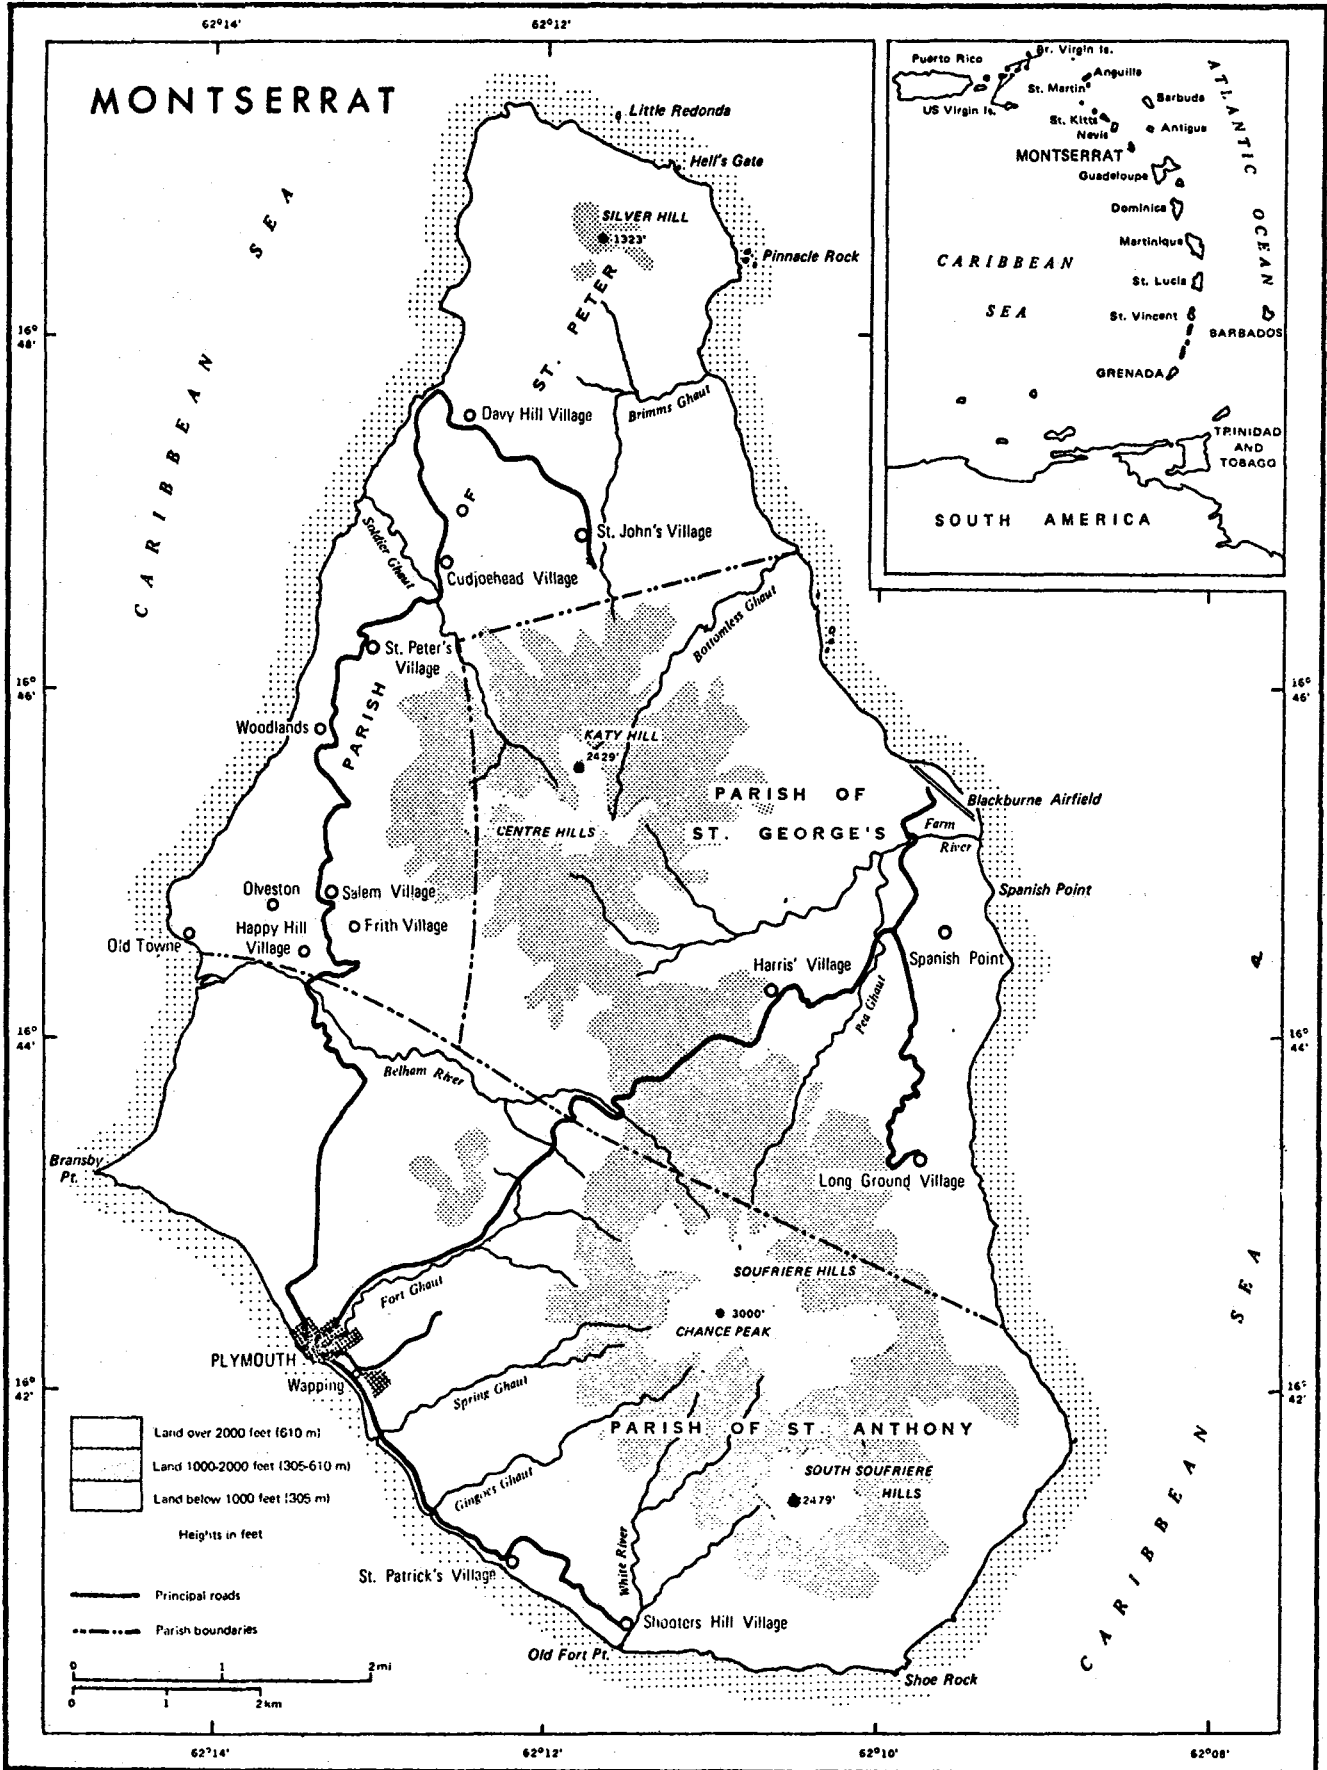 62°14'
62°12'
MONTSERRAT
Little Redonda
Hell's Gate
SILVER HILL
1323'
Pinnacle Rock
CARIBBEAN SEA
16°
48'
ST. PETER
Brimms Ghaut
Davy Hill Village
OF
Soldier Ghaut
St. John's Village
Cudjoehead Village
Bottomless Ghaut
St. Peter's
Village
16°
46'
16°
46'
PARISH
Woodlands
KATY HILL
2429'
PARISH OF
ST. GEORGE'S
Blackburne Airfield
Farm
River
CENTRE HILLS
Olveston
Salem Village
Spanish Point
Happy Hill
Village
Frith Village
Old Towne
Harris' Village
Spanish Point
Pea Ghaut
16°
44'
16°
44'
Belham River
Bransby
Pt.
Long Ground Village
SOUFRIERE HILLS
Fort Ghaut
3000'
CHANCE PEAK
PLYMOUTH
Wapping
Spring Ghaut
16°
42'
16°
42'
PARISH OF ST. ANTHONY
SOUTH SOUFRIERE
HILLS
2479'
Gingoes Ghaut
White River
St. Patrick's Village
Shooters Hill Village
Old Fort Pt.
Shoe Rock
CARIBBEAN SEA
Land over 2000 feet (610 m)
Land 1000-2000 feet (305-610 m)
Land below 1000 feet (305 m)
Heights in feet
Principal roads
Parish boundaries
0 1 2mi
0 1 2km
62°14'
62°12'
62°10'
62°08'
Puerto Rico
Br. Virgin Is.
Anguilla
St. Martin
US Virgin Is.
Barbuda
St. Kitts
Nevis
Antigua
MONTSERRAT
Guadeloupe
Dominica
Martinique
St. Lucia
St. Vincent
BARBADOS
GRENADA
ATLANTIC OCEAN
CARIBBEAN
SEA
TRINIDAD
AND
TOBAGO
SOUTH AMERICA